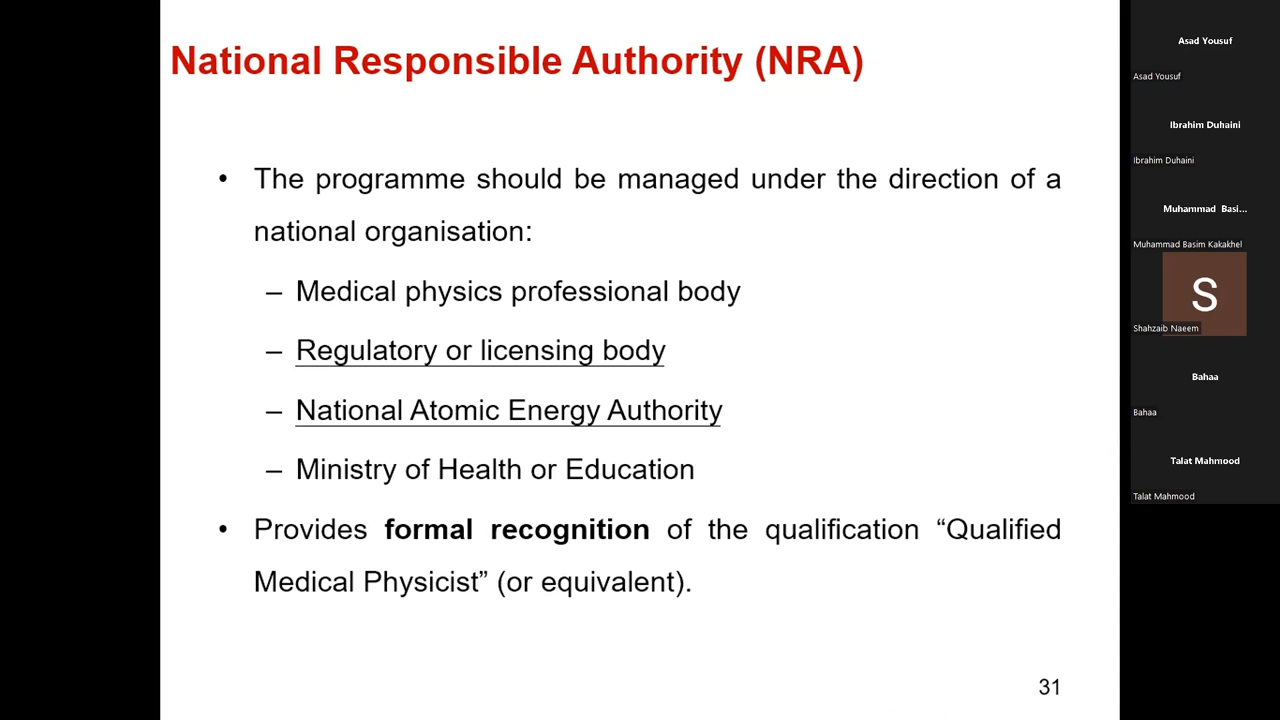 National Responsible Authority (NRA)
• The programme should be managed under the direction of a
national organisation:
– Medical physics professional body
– Regulatory or licensing body
– National Atomic Energy Authority
– Ministry of Health or Education
• Provides formal recognition of the qualification “Qualified
Medical Physicist” (or equivalent).
31
Asad Yousuf
Asad Yousuf
Ibrahim Duhaini
Ibrahim Duhaini
Muhammad Basi...
Muhammad Basim Kakakhel
S
Shahzaib Naeem
Bahaa
Bahaa
Talat Mahmood
Talat Mahmood